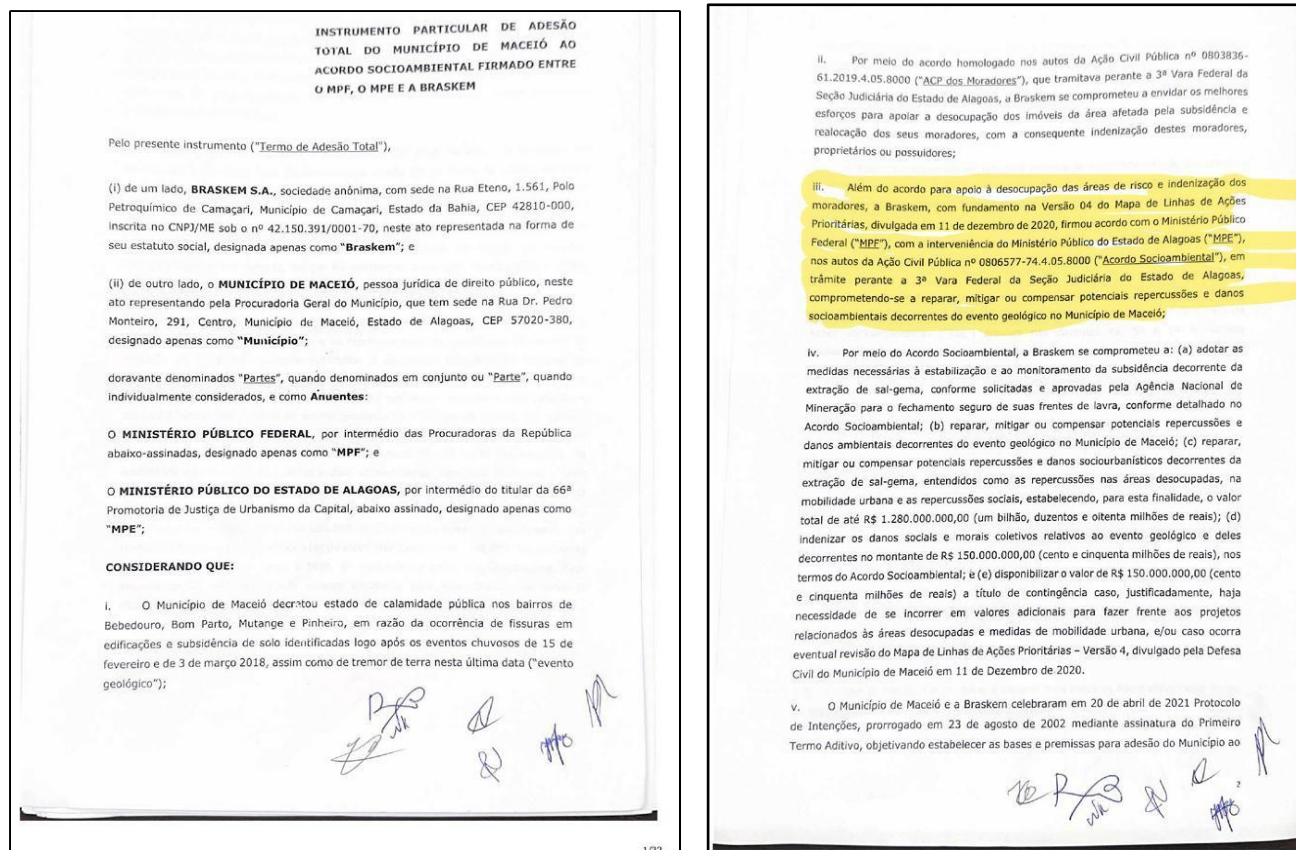 INSTRUMENTO PARTICULAR DE ADESÃO
TOTAL DO MUNICÍPIO DE MACEIÓ AO
ACORDO SOCIOAMBIENTAL FIRMADO ENTRE
O MPF, O MPE E A BRASKEM
Pelo presente instrumento ("Termo de Adesão Total"),
(i) de um lado, BRASKEM S.A., sociedade anônima, com sede na Rua Eteno, 1.561, Polo
Petroquímico de Camaçari, Município de Camaçari, Estado da Bahia, CEP 42810-000,
inscrita no CNPJ/ME sob o nº 42.150.391/0001-70, neste ato representada na forma de
seu estatuto social, designada apenas como "Braskem"; e
(ii) de outro lado, o MUNICÍPIO DE MACEIÓ, pessoa jurídica de direito público, neste
ato representando pela Procuradoria Geral do Município, que tem sede na Rua Dr. Pedro
Monteiro, 291, Centro, Município de Maceió, Estado de Alagoas, CEP 57020-380,
designado apenas como "Município";
doravante denominados "Partes", quando denominados em conjunto ou "Parte", quando
individualmente considerados, e como Anuentes:
O MINISTÉRIO PÚBLICO FEDERAL, por intermédio das Procuradoras da República
abaixo-assinadas, designado apenas como "MPF"; e
O MINISTÉRIO PÚBLICO DO ESTADO DE ALAGOAS, por intermédio do titular da 66ª
Promotoria de Justiça de Urbanismo da Capital, abaixo assinado, designado apenas como
"MPE";
CONSIDERANDO QUE:
i. O Município de Maceió decretou estado de calamidade pública nos bairros de
Bebedouro, Bom Parto, Mutange e Pinheiro, em razão da ocorrência de fissuras em
edificações e subsidência de solo identificadas logo após os eventos chuvosos de 15 de
fevereiro e de 3 de março 2018, assim como de tremor de terra nesta última data ("evento
geológico");
ii. Por meio do acordo homologado nos autos da Ação Civil Pública nº 0803836-
61.2019.4.05.8000 ("ACP dos Moradores"), que tramitava perante a 3ª Vara Federal da
Seção Judiciária do Estado de Alagoas, a Braskem se comprometeu a envidar os melhores
esforços para apoiar a desocupação dos imóveis da área afetada pela subsidência e
realocação dos seus moradores, com a consequente indenização destes moradores,
proprietários ou possuidores;
iii. Além do acordo para apoio à desocupação das áreas de risco e indenização dos
moradores, a Braskem, com fundamento na Versão 04 do Mapa de Linhas de Ações
Prioritárias, divulgada em 11 de dezembro de 2020, firmou acordo com o Ministério Público
Federal ("MPF"), com a interveniência do Ministério Público do Estado de Alagoas ("MPE"),
nos autos da Ação Civil Pública nº 0806577-74.4.05.8000 ("Acordo Socioambiental"), em
trâmite perante a 3ª Vara Federal da Seção Judiciária do Estado de Alagoas,
comprometendo-se a reparar, mitigar ou compensar potenciais repercussões e danos
socioambientais decorrentes do evento geológico no Município de Maceió;
iv. Por meio do Acordo Socioambiental, a Braskem se comprometeu a: (a) adotar as
medidas necessárias à estabilização e ao monitoramento da subsidência decorrente da
extração de sal-gema, conforme solicitadas e aprovadas pela Agência Nacional de
Mineração para o fechamento seguro de suas frentes de lavra, conforme detalhado no
Acordo Socioambiental; (b) reparar, mitigar ou compensar potenciais repercussões e
danos ambientais decorrentes do evento geológico no Município de Maceió; (c) reparar,
mitigar ou compensar potenciais repercussões e danos sociourbanísticos decorrentes da
extração de sal-gema, entendidos como as repercussões nas áreas desocupadas, na
mobilidade urbana e as repercussões sociais, estabelecendo, para esta finalidade, o valor
total de até R$ 1.280.000.000,00 (um bilhão, duzentos e oitenta milhões de reais); (d)
indenizar os danos sociais e morais coletivos relativos ao evento geológico e deles
decorrentes no montante de R$ 150.000.000,00 (cento e cinquenta milhões de reais), nos
termos do Acordo Socioambiental; e (e) disponibilizar o valor de R$ 150.000.000,00 (cento
e cinquenta milhões de reais) a título de contingência caso, justificadamente, haja
necessidade de se incorrer em valores adicionais para fazer frente aos projetos
relacionados às áreas desocupadas e medidas de mobilidade urbana, e/ou caso ocorra
eventual revisão do Mapa de Linhas de Ações Prioritárias – Versão 4, divulgado pela Defesa
Civil do Município de Maceió em 11 de Dezembro de 2020.
v. O Município de Maceió e a Braskem celebraram em 20 de abril de 2021 Protocolo
de Intenções, prorrogado em 23 de agosto de 2002 mediante assinatura do Primeiro
Termo Aditivo, objetivando estabelecer as bases e premissas para adesão do Município ao
2